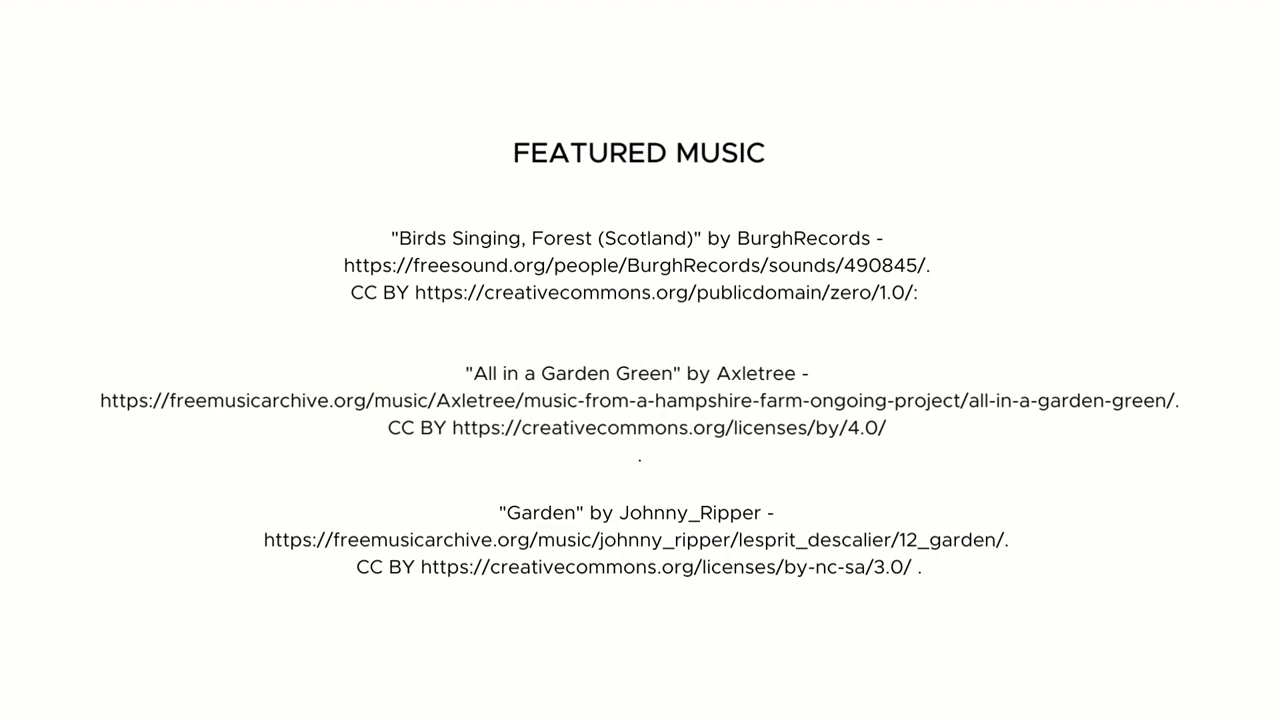 FEATURED MUSIC
"Birds Singing, Forest (Scotland)" by BurghRecords -
https://freesound.org/people/BurghRecords/sounds/490845/.
CC BY https://creativecommons.org/publicdomain/zero/1.0/:
"All in a Garden Green" by Axletree -
https://freemusicarchive.org/music/Axletree/music-from-a-hampshire-farm-ongoing-project/all-in-a-garden-green/.
CC BY https://creativecommons.org/licenses/by/4.0/
.
"Garden" by Johnny_Ripper -
https://freemusicarchive.org/music/johnny_ripper/lesprit_descalier/12_garden/.
CC BY https://creativecommons.org/licenses/by-nc-sa/3.0/ .